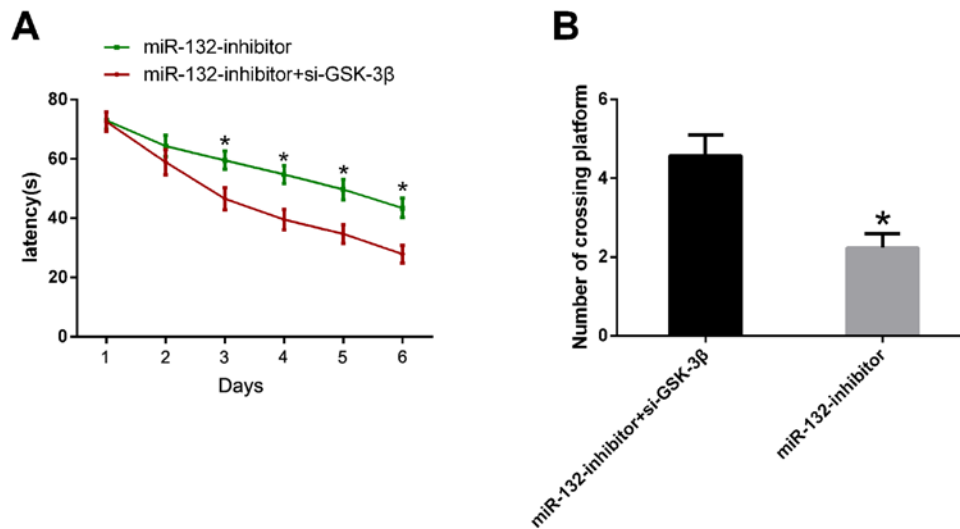 A
miR-132-inhibitor
miR-132-inhibitor+si-GSK-3β
80
60
40
20
0
latency(s)
* * * *
1 2 3 4 5 6
Days
B
6
4
2
0
Number of crossing platform
*
miR-132-inhibitor+si-GSK-3β
miR-132-inhibitor